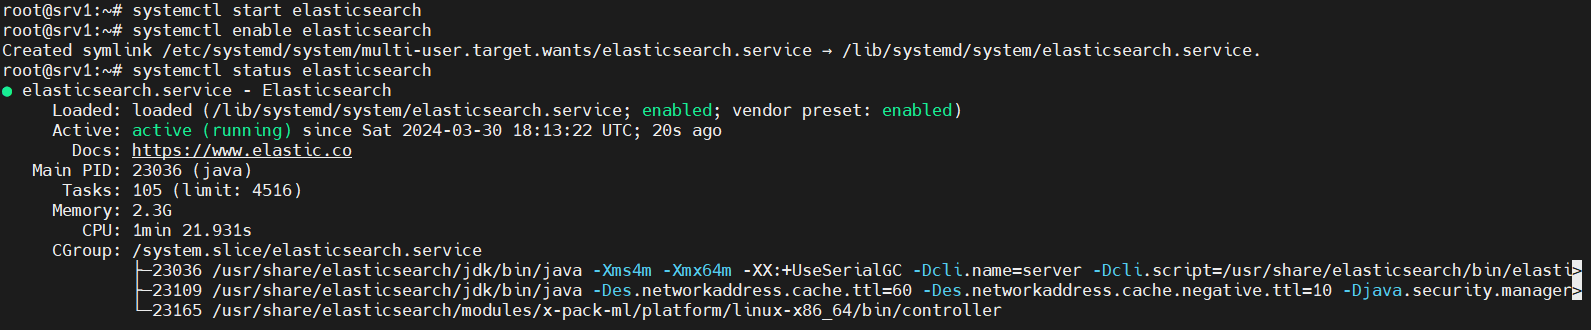 root@srv1:~# systemctl start elasticsearch
root@srv1:~# systemctl enable elasticsearch
Created symlink /etc/systemd/system/multi-user.target.wants/elasticsearch.service → /lib/systemd/system/elasticsearch.service.
root@srv1:~# systemctl status elasticsearch
● elasticsearch.service - Elasticsearch
     Loaded: loaded (/lib/systemd/system/elasticsearch.service; enabled; vendor preset: enabled)
     Active: active (running) since Sat 2024-03-30 18:13:22 UTC; 20s ago
       Docs: https://www.elastic.co
   Main PID: 23036 (java)
      Tasks: 105 (limit: 4516)
     Memory: 2.3G
        CPU: 1min 21.931s
     CGroup: /system.slice/elasticsearch.service
             ├─23036 /usr/share/elasticsearch/jdk/bin/java -Xms4m -Xmx64m -XX:+UseSerialGC -Dcli.name=server -Dcli.script=/usr/share/elasticsearch/bin/elasti>
             ├─23109 /usr/share/elasticsearch/jdk/bin/java -Des.networkaddress.cache.ttl=60 -Des.networkaddress.cache.negative.ttl=10 -Djava.security.manager>
             └─23165 /usr/share/elasticsearch/modules/x-pack-ml/platform/linux-x86_64/bin/controller